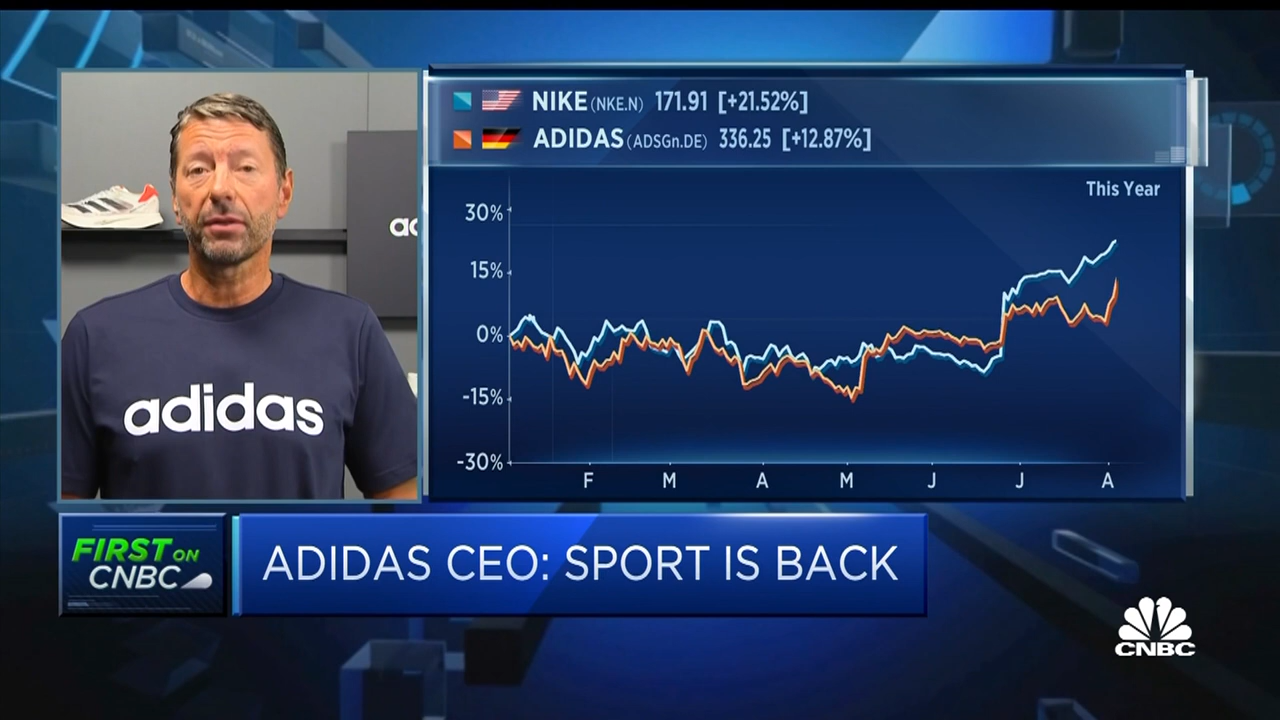 NIKE (NKE.N) 171.91 [+21.52%]
ADIDAS (ADSGn.DE) 336.25 [+12.87%]
This Year
30%
15%
0%
-15%
-30%
F M A M J J A
ad
adidas
FIRST ON
CNBC
ADIDAS CEO: SPORT IS BACK
CNBC